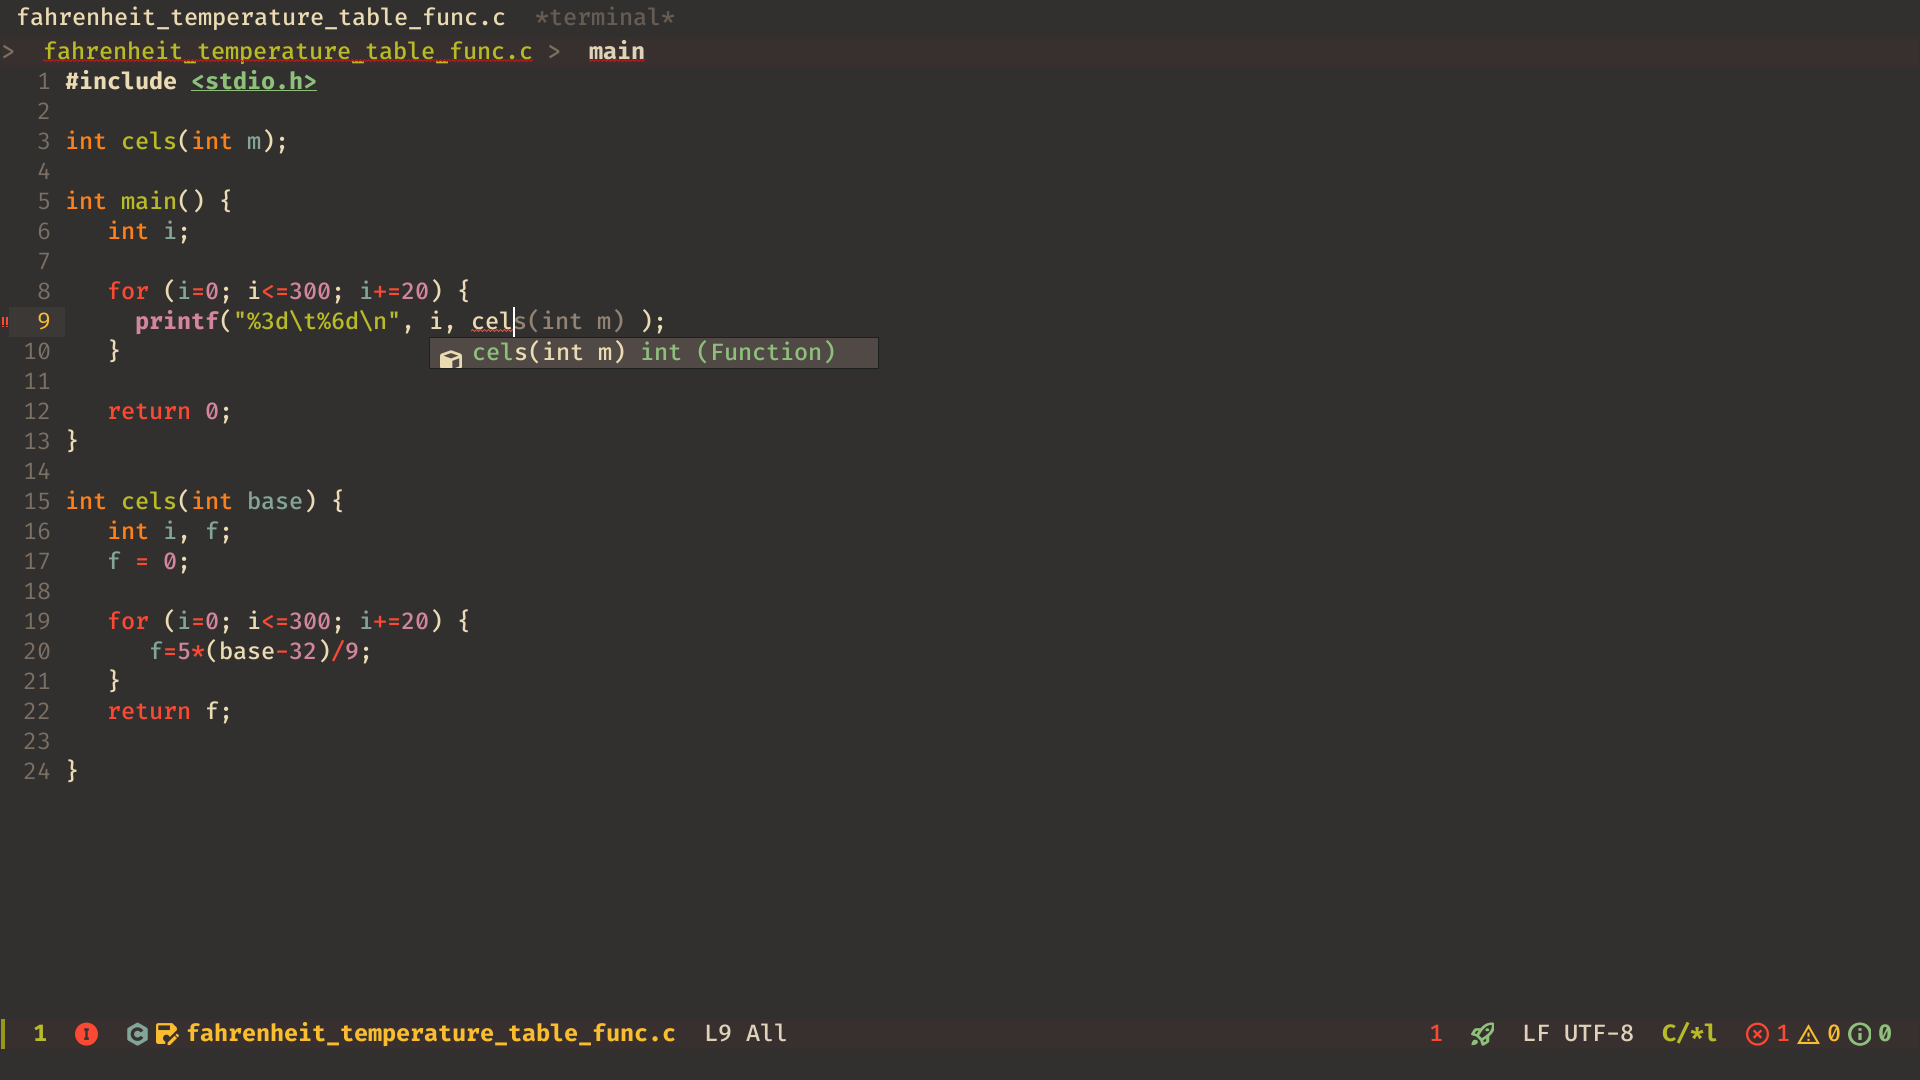 fahrenheit_temperature_table_func.c *terminal*
> fahrenheit_temperature_table_func.c > main
1 #include <stdio.h>
2
3 int cels(int m);
4
5 int main() {
6 int i;
7
8 for (i=0; i<=300; i+=20) {
!! 9 printf("%3d\t%6d\n", i, cels(int m) );
10 }
cels(int m) int (Function)
11
12 return 0;
13 }
14
15 int cels(int base) {
16 int i, f;
17 f = 0;
18
19 for (i=0; i<=300; i+=20) {
20 f=5*(base-32)/9;
21 }
22 return f;
23
24 }
1 I C fahrenheit_temperature_table_func.c L9 All 1 LF UTF-8 C/*l 1 0 0